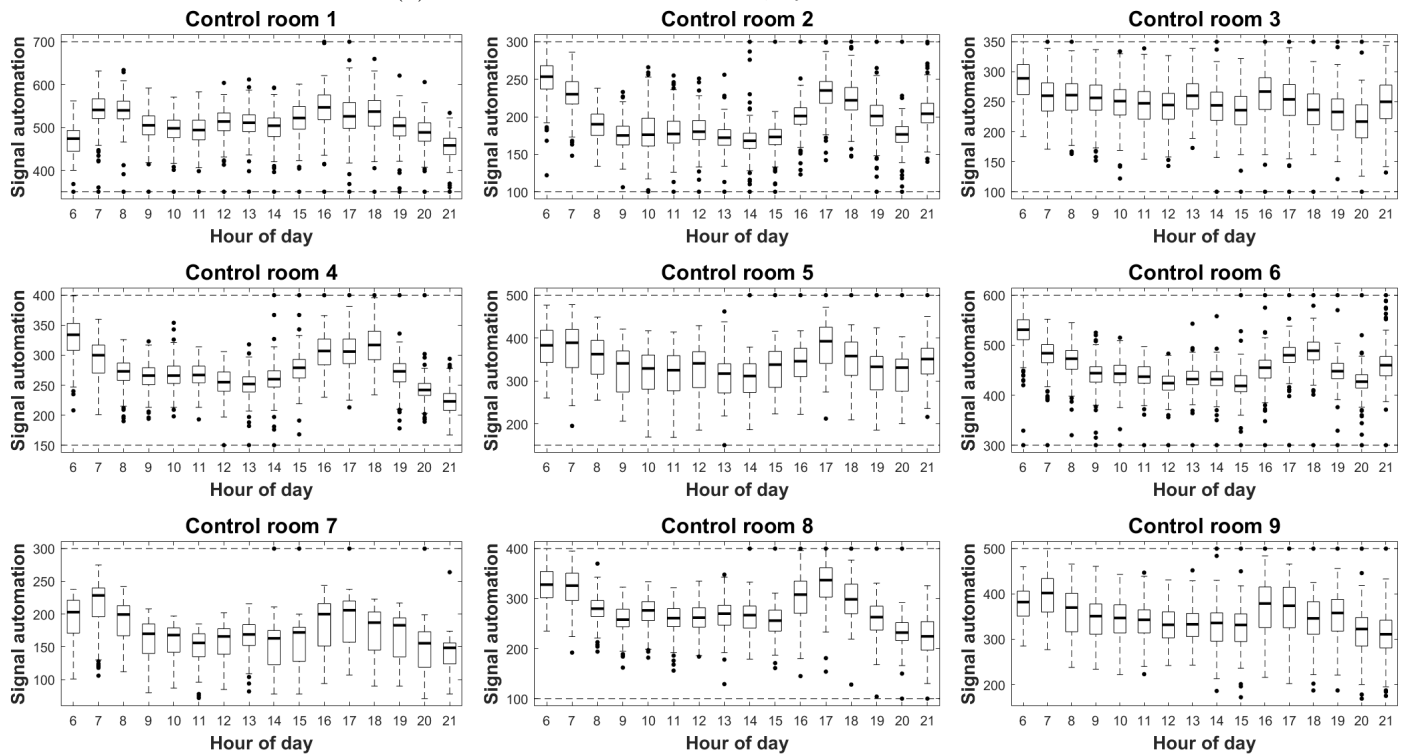 Control room 1
Signal automation
700
600
500
400
6 7 8 9 10 11 12 13 14 15 16 17 18 19 20 21
Hour of day
Control room 2
Signal automation
300
250
200
150
100
6 7 8 9 10 11 12 13 14 15 16 17 18 19 20 21
Hour of day
Control room 3
Signal automation
350
300
250
200
150
100
6 7 8 9 10 11 12 13 14 15 16 17 18 19 20 21
Hour of day
Control room 4
Signal automation
400
350
300
250
200
150
6 7 8 9 10 11 12 13 14 15 16 17 18 19 20 21
Hour of day
Control room 5
Signal automation
500
400
300
200
6 7 8 9 10 11 12 13 14 15 16 17 18 19 20 21
Hour of day
Control room 6
Signal automation
600
500
400
300
6 7 8 9 10 11 12 13 14 15 16 17 18 19 20 21
Hour of day
Control room 7
Signal automation
300
250
200
150
100
6 7 8 9 10 11 12 13 14 15 16 17 18 19 20 21
Hour of day
Control room 8
Signal automation
400
300
200
100
6 7 8 9 10 11 12 13 14 15 16 17 18 19 20 21
Hour of day
Control room 9
Signal automation
500
400
300
200
6 7 8 9 10 11 12 13 14 15 16 17 18 19 20 21
Hour of day